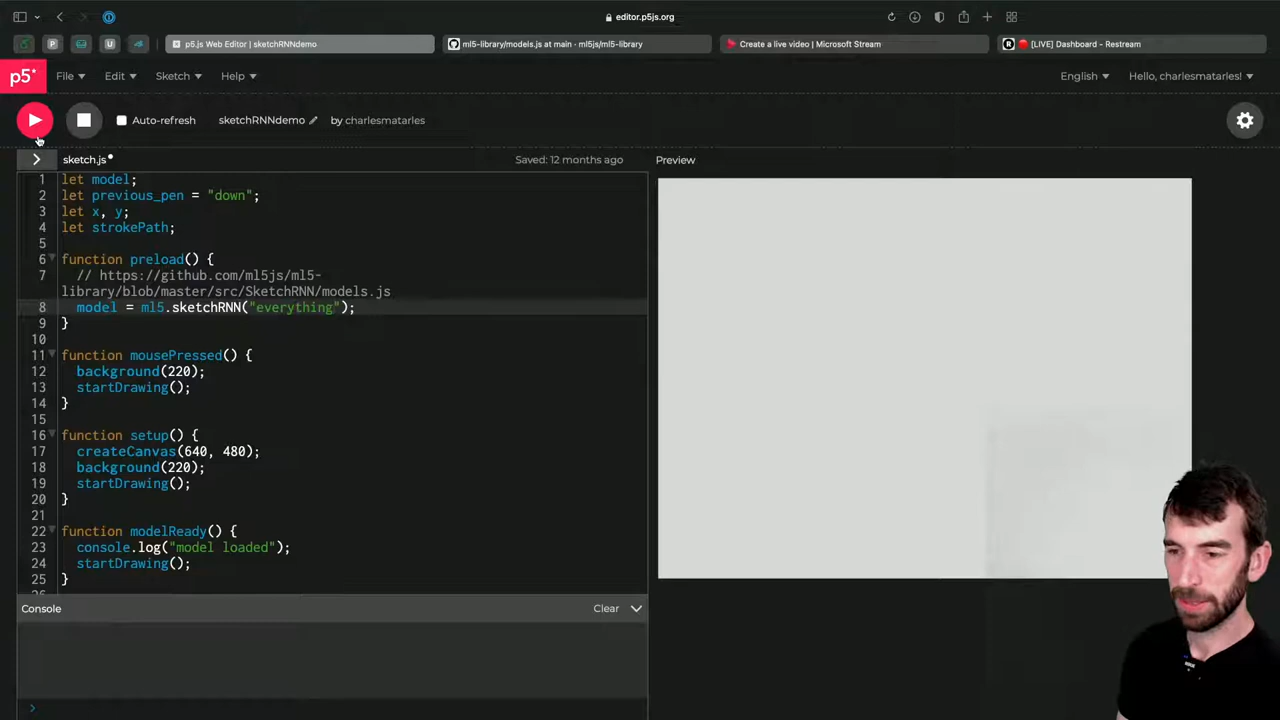 editor.p5js.org
p5.js Web Editor | sketchRNNdemo
ml5-library/models.js at main · ml5js/ml5-library
Create a live video | Microsoft Stream
[LIVE] Dashboard - Restream
p5*
File
Edit
Sketch
Help
English
Hello, charlesmatarles!
Auto-refresh
sketchRNNdemo
by charlesmatarles
sketch.js
Saved: 12 months ago
Preview
1 let model;
2 let previous_pen = "down";
3 let x, y;
4 let strokePath;
5
6 function preload() {
7 // https://github.com/ml5js/ml5-
library/blob/master/src/SketchRNN/models.js
8 model = ml5.sketchRNN("everything");
9 }
10
11 function mousePressed() {
12 background(220);
13 startDrawing();
14 }
15
16 function setup() {
17 createCanvas(640, 480);
18 background(220);
19 startDrawing();
20 }
21
22 function modelReady() {
23 console.log("model loaded");
24 startDrawing();
25 }
Console
Clear